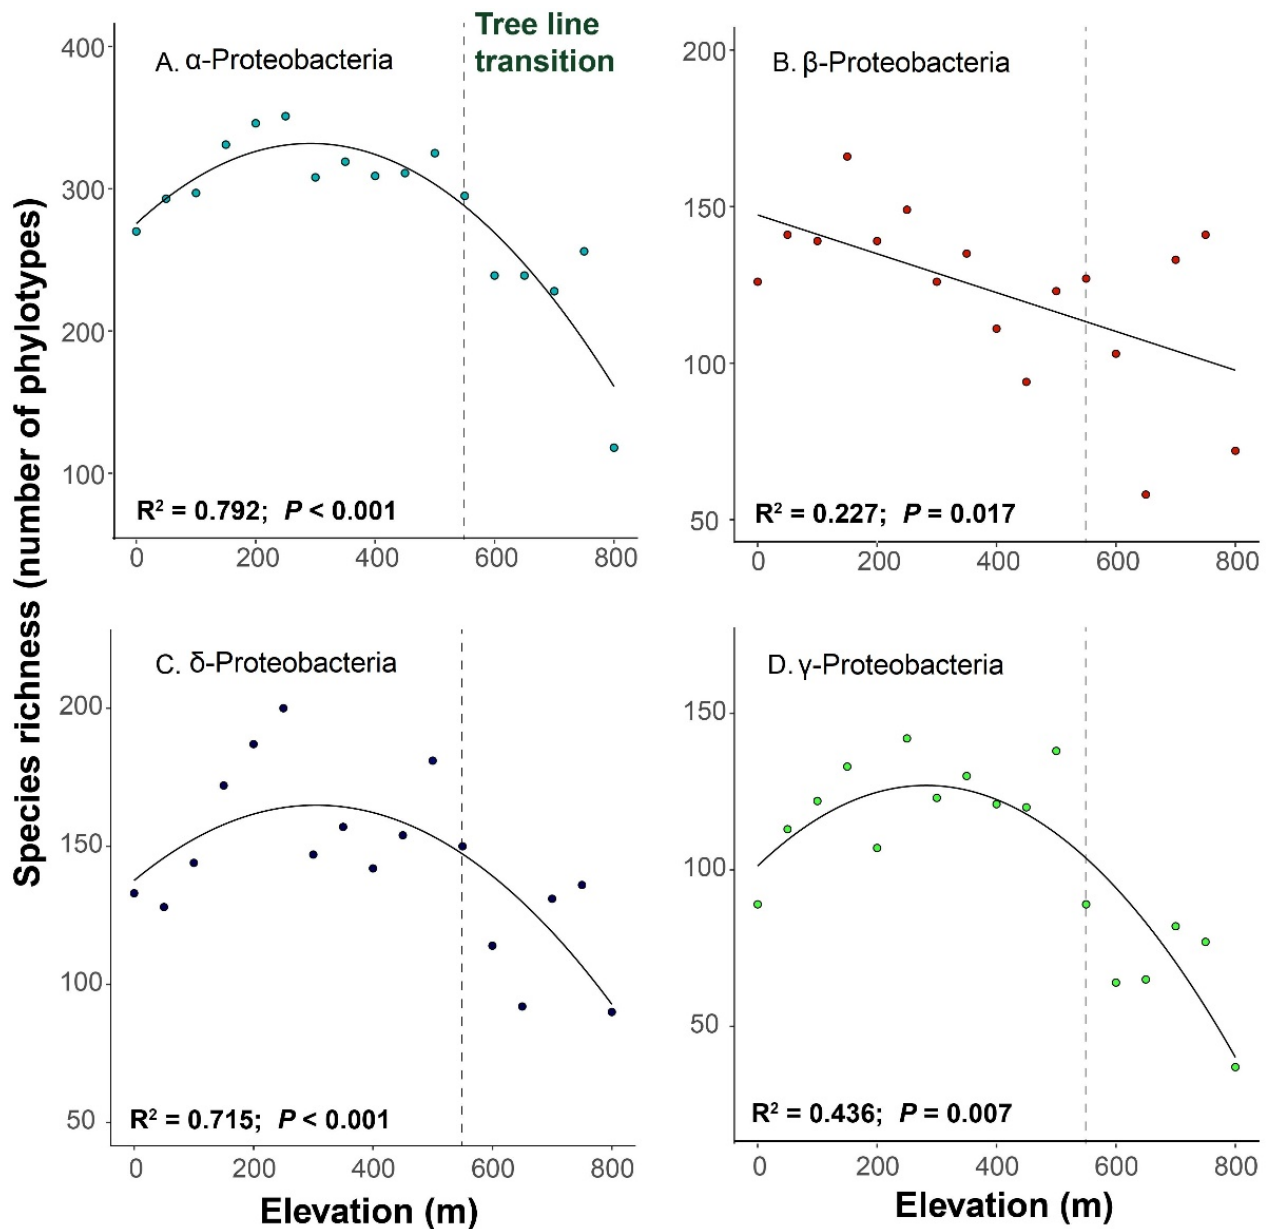 Species richness (number of phylotypes)
Tree line
transition
A. α-Proteobacteria
400
300
200
100
R² = 0.792; P < 0.001
0 200 400 600 800
B. β-Proteobacteria
200
150
100
50
R² = 0.227; P = 0.017
0 200 400 600 800
C. δ-Proteobacteria
200
150
100
50
R² = 0.715; P < 0.001
0 200 400 600 800
Elevation (m)
D. γ-Proteobacteria
150
100
50
R² = 0.436; P = 0.007
0 200 400 600 800
Elevation (m)